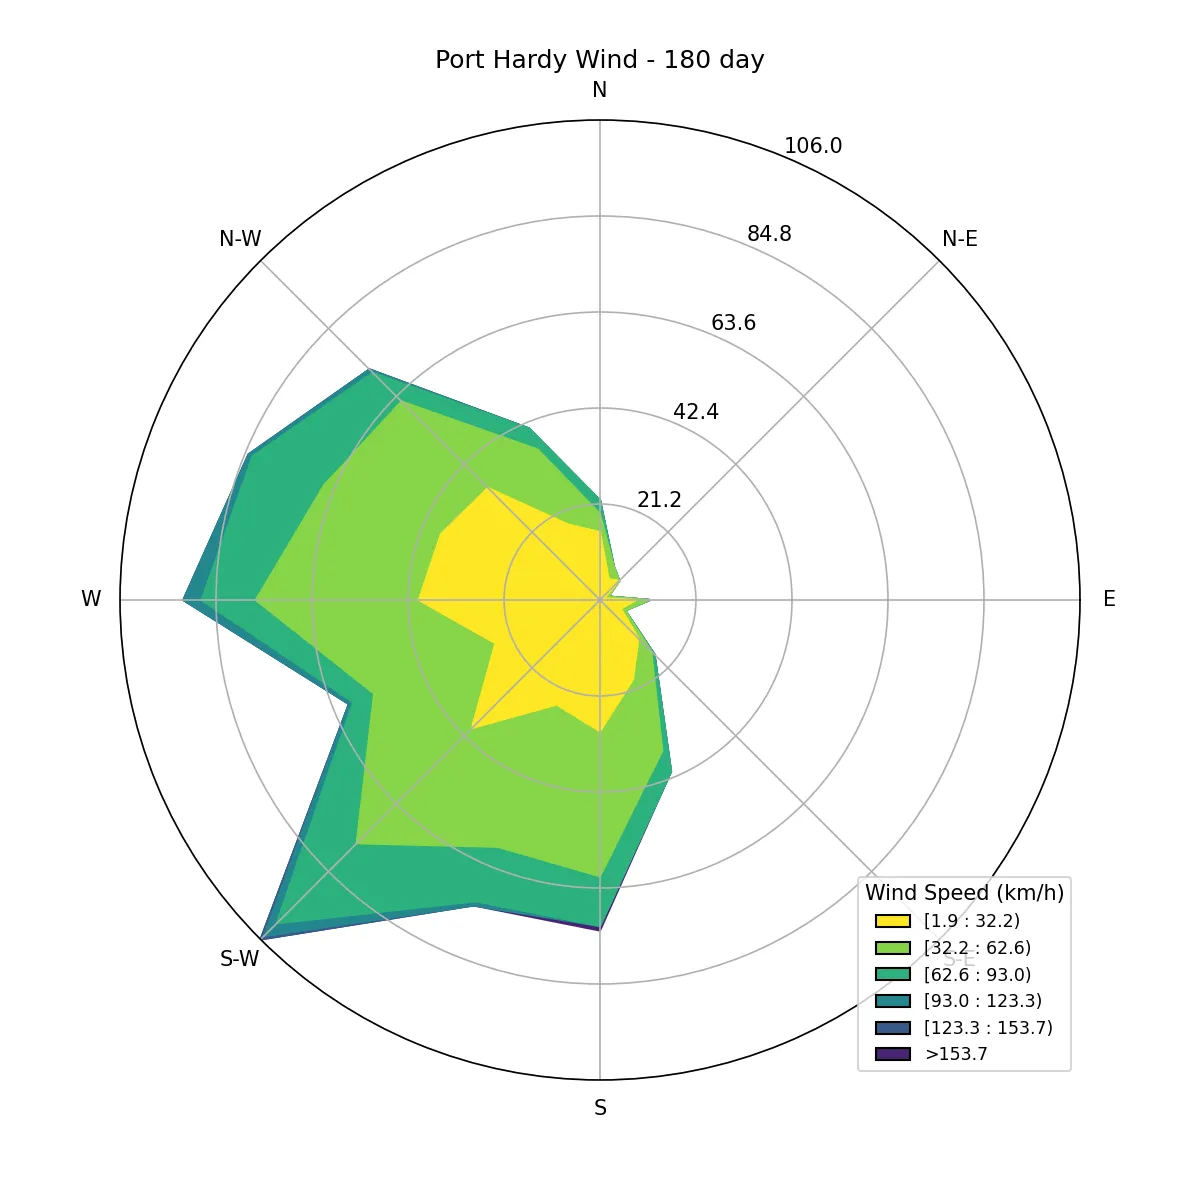 Port Hardy Wind - 180 day
N
106.0
84.8
N-W
N-E
63.6
42.4
21.2
W
E
Wind Speed (km/h)
[1.9 : 32.2)
[32.2 : 62.6)
S-W
S-E
[62.6 : 93.0)
[93.0 : 123.3)
[123.3 : 153.7)
>153.7
S